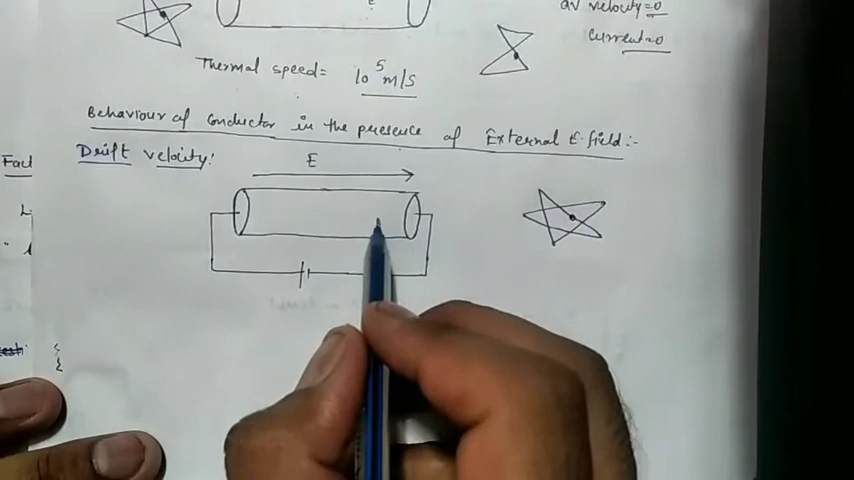 e
av velocity=0
Current=0
Thermal speed= 10⁵ m/s
Behaviour of conductor in the presence of External E-field:-
Fact
Drift velocity:
E